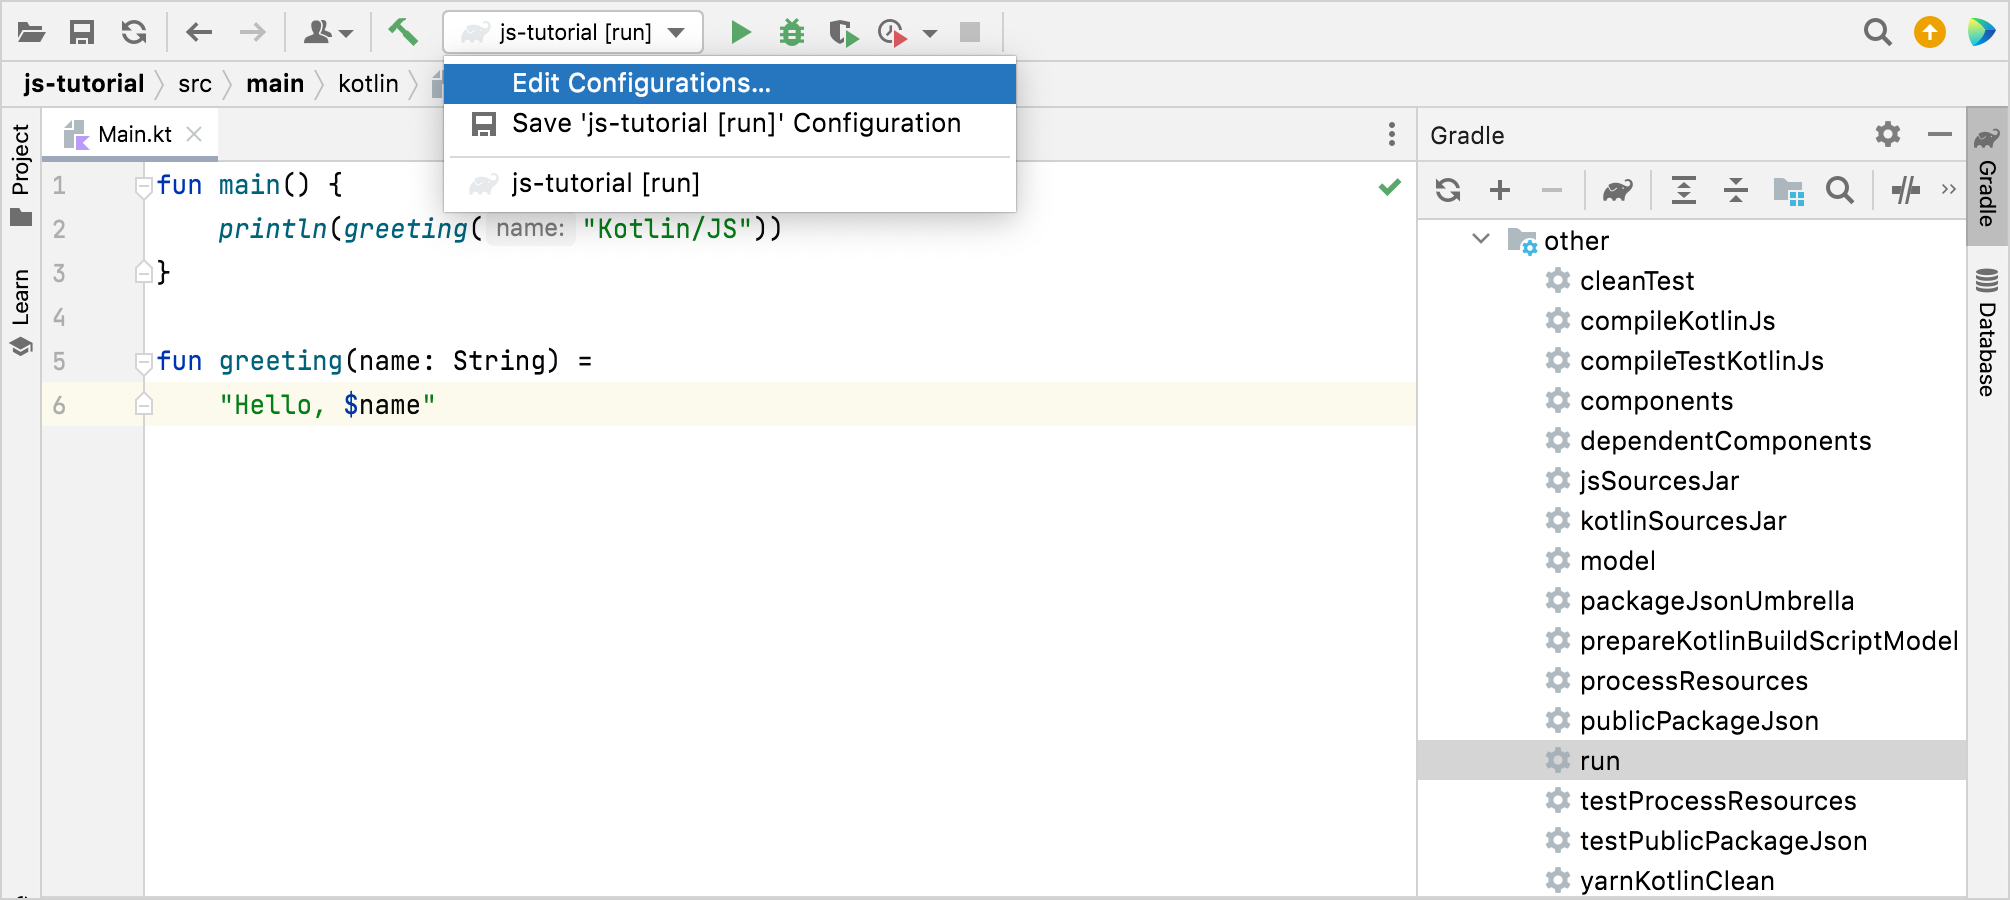 js-tutorial [run]
js-tutorial src main kotlin
Edit Configurations...
Save 'js-tutorial [run]' Configuration
js-tutorial [run]
Project
Learn
Main.kt
1 fun main() {
2 println(greeting( name: "Kotlin/JS"))
3 }
4
5 fun greeting(name: String) =
6 "Hello, $name"
Gradle
other
cleanTest
compileKotlinJs
compileTestKotlinJs
components
dependentComponents
jsSourcesJar
kotlinSourcesJar
model
packageJsonUmbrella
prepareKotlinBuildScriptModel
processResources
publicPackageJson
run
testProcessResources
testPublicPackageJson
yarnKotlinClean
Gradle
Database